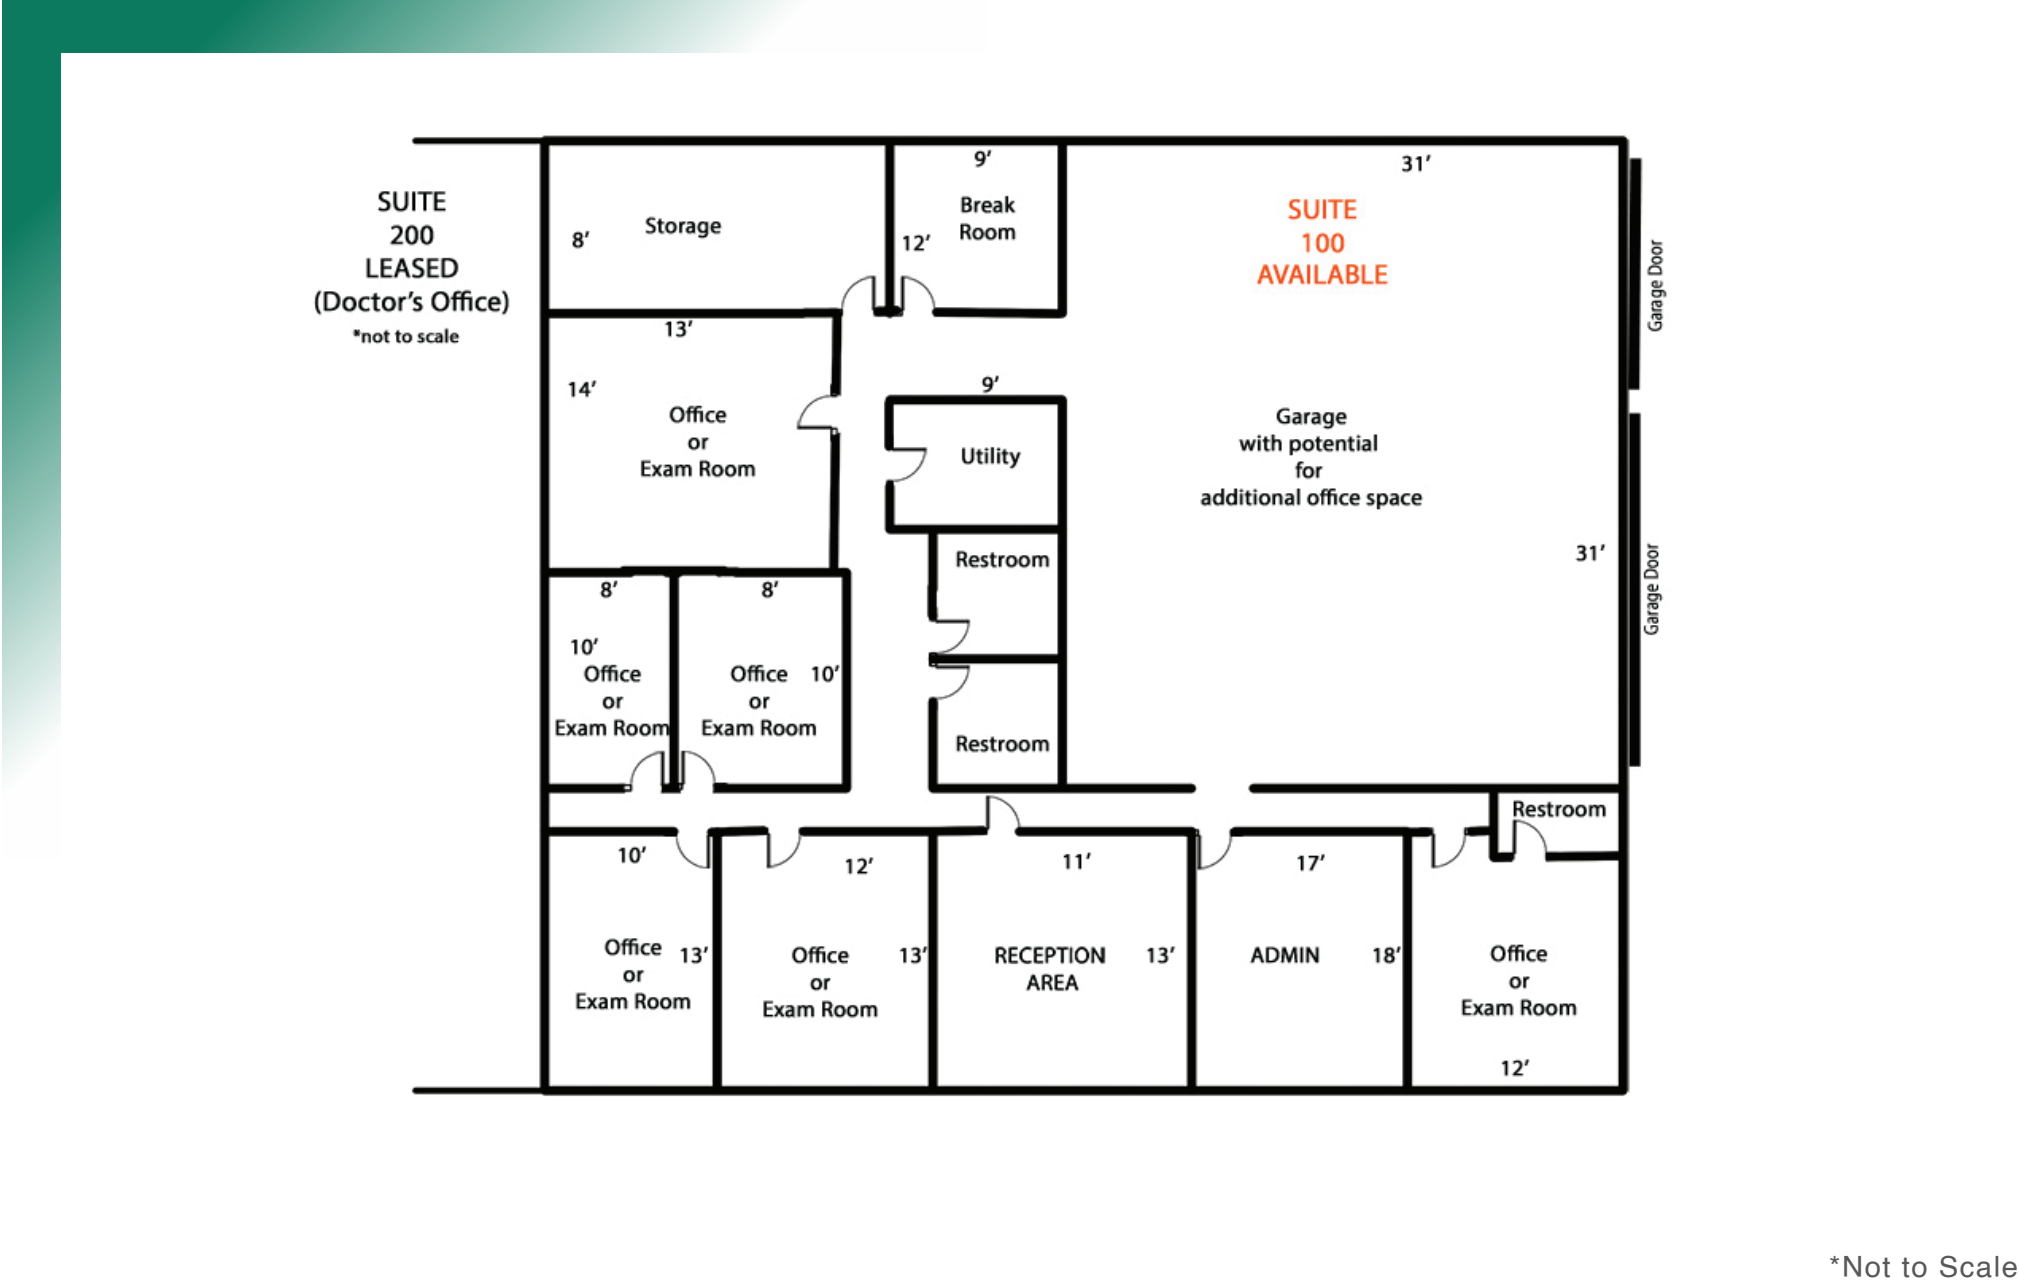 SUITE
200
LEASED
(Doctor’s Office)
*not to scale
8’
Storage
9’
Break
Room
12’
31’
SUITE
100
AVAILABLE
Garage Door
13’
14’
Office
or
Exam Room
9’
Utility
Garage
with potential
for
additional office space
31’
Garage Door
Restroom
8’
10’
Office
or
Exam Room
8’
Office
or
Exam Room
10’
Restroom
Restroom
10’
Office
or
Exam Room
13’
12’
Office
or
Exam Room
13’
11’
RECEPTION
AREA
13’
17’
ADMIN
18’
Office
or
Exam Room
12’
*Not to Scale